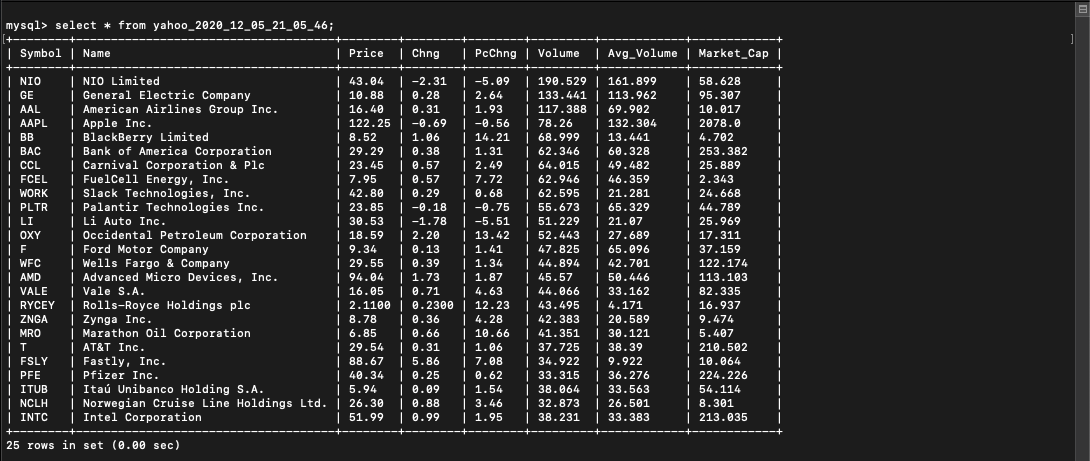 mysql> select * from yahoo_2020_12_05_21_05_46;
| Symbol | Name | Price | Chng | PcChng | Volume | Avg_Volume | Market_Cap |
| NIO | NIO Limited | 43.04 | -2.31 | -5.09 | 190.529 | 161.899 | 58.628 |
| GE | General Electric Company | 10.88 | 0.28 | 2.64 | 133.441 | 113.962 | 95.307 |
| AAL | American Airlines Group Inc. | 16.40 | 0.31 | 1.93 | 117.388 | 69.902 | 10.017 |
| AAPL | Apple Inc. | 122.25 | -0.69 | -0.56 | 78.26 | 132.304 | 2078.0 |
| BB | BlackBerry Limited | 8.52 | 1.06 | 14.21 | 68.999 | 13.441 | 4.702 |
| BAC | Bank of America Corporation | 29.29 | 0.38 | 1.31 | 62.346 | 60.328 | 253.382 |
| CCL | Carnival Corporation & Plc | 23.45 | 0.57 | 2.49 | 64.015 | 49.482 | 25.889 |
| FCEL | FuelCell Energy, Inc. | 7.95 | 0.57 | 7.72 | 62.946 | 46.359 | 2.343 |
| WORK | Slack Technologies, Inc. | 42.80 | 0.29 | 0.68 | 62.595 | 21.281 | 24.668 |
| PLTR | Palantir Technologies Inc. | 23.85 | -0.18 | -0.75 | 55.673 | 65.329 | 44.789 |
| LI | Li Auto Inc. | 30.53 | -1.78 | -5.51 | 51.229 | 21.07 | 25.969 |
| OXY | Occidental Petroleum Corporation | 18.59 | 2.20 | 13.42 | 52.443 | 27.689 | 17.311 |
| F | Ford Motor Company | 9.34 | 0.13 | 1.41 | 47.825 | 65.096 | 37.159 |
| WFC | Wells Fargo & Company | 29.55 | 0.39 | 1.34 | 44.894 | 42.701 | 122.174 |
| AMD | Advanced Micro Devices, Inc. | 94.04 | 1.73 | 1.87 | 45.57 | 50.446 | 113.103 |
| VALE | Vale S.A. | 16.05 | 0.71 | 4.63 | 44.066 | 33.162 | 82.335 |
| RYCEY | Rolls-Royce Holdings plc | 2.1100 | 0.2300 | 12.23 | 43.495 | 4.171 | 16.937 |
| ZNGA | Zynga Inc. | 8.78 | 0.36 | 4.28 | 42.383 | 20.589 | 9.474 |
| MRO | Marathon Oil Corporation | 6.85 | 0.66 | 10.66 | 41.351 | 30.121 | 5.407 |
| T | AT&T Inc. | 29.54 | 0.31 | 1.06 | 37.725 | 38.39 | 210.502 |
| FSLY | Fastly, Inc. | 88.67 | 5.86 | 7.08 | 34.922 | 9.922 | 10.064 |
| PFE | Pfizer Inc. | 40.34 | 0.25 | 0.62 | 33.315 | 36.276 | 224.226 |
| ITUB | Itaú Unibanco Holding S.A. | 5.94 | 0.09 | 1.54 | 38.064 | 33.563 | 54.114 |
| NCLH | Norwegian Cruise Line Holdings Ltd. | 26.30 | 0.88 | 3.46 | 32.873 | 26.501 | 8.301 |
| INTC | Intel Corporation | 51.99 | 0.99 | 1.95 | 38.231 | 33.383 | 213.035 |
25 rows in set (0.00 sec)